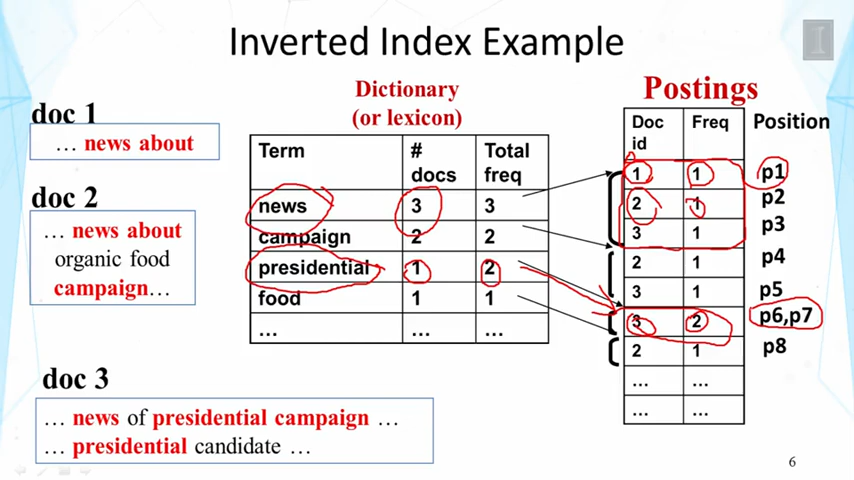 Inverted Index Example
doc 1
… news about
doc 2
… news about
organic food
campaign…
doc 3
… news of presidential campaign …
… presidential candidate …
Dictionary
(or lexicon)
Term # docs Total freq
news 3 3
campaign 2 2
presidential 1 2
food 1 1
… … …
Postings
Doc id Freq Position
1 1 p1
2 1 p2
3 1 p3
2 1 p4
3 1 p5
3 2 p6,p7
2 1 p8
… …
… …
6
I